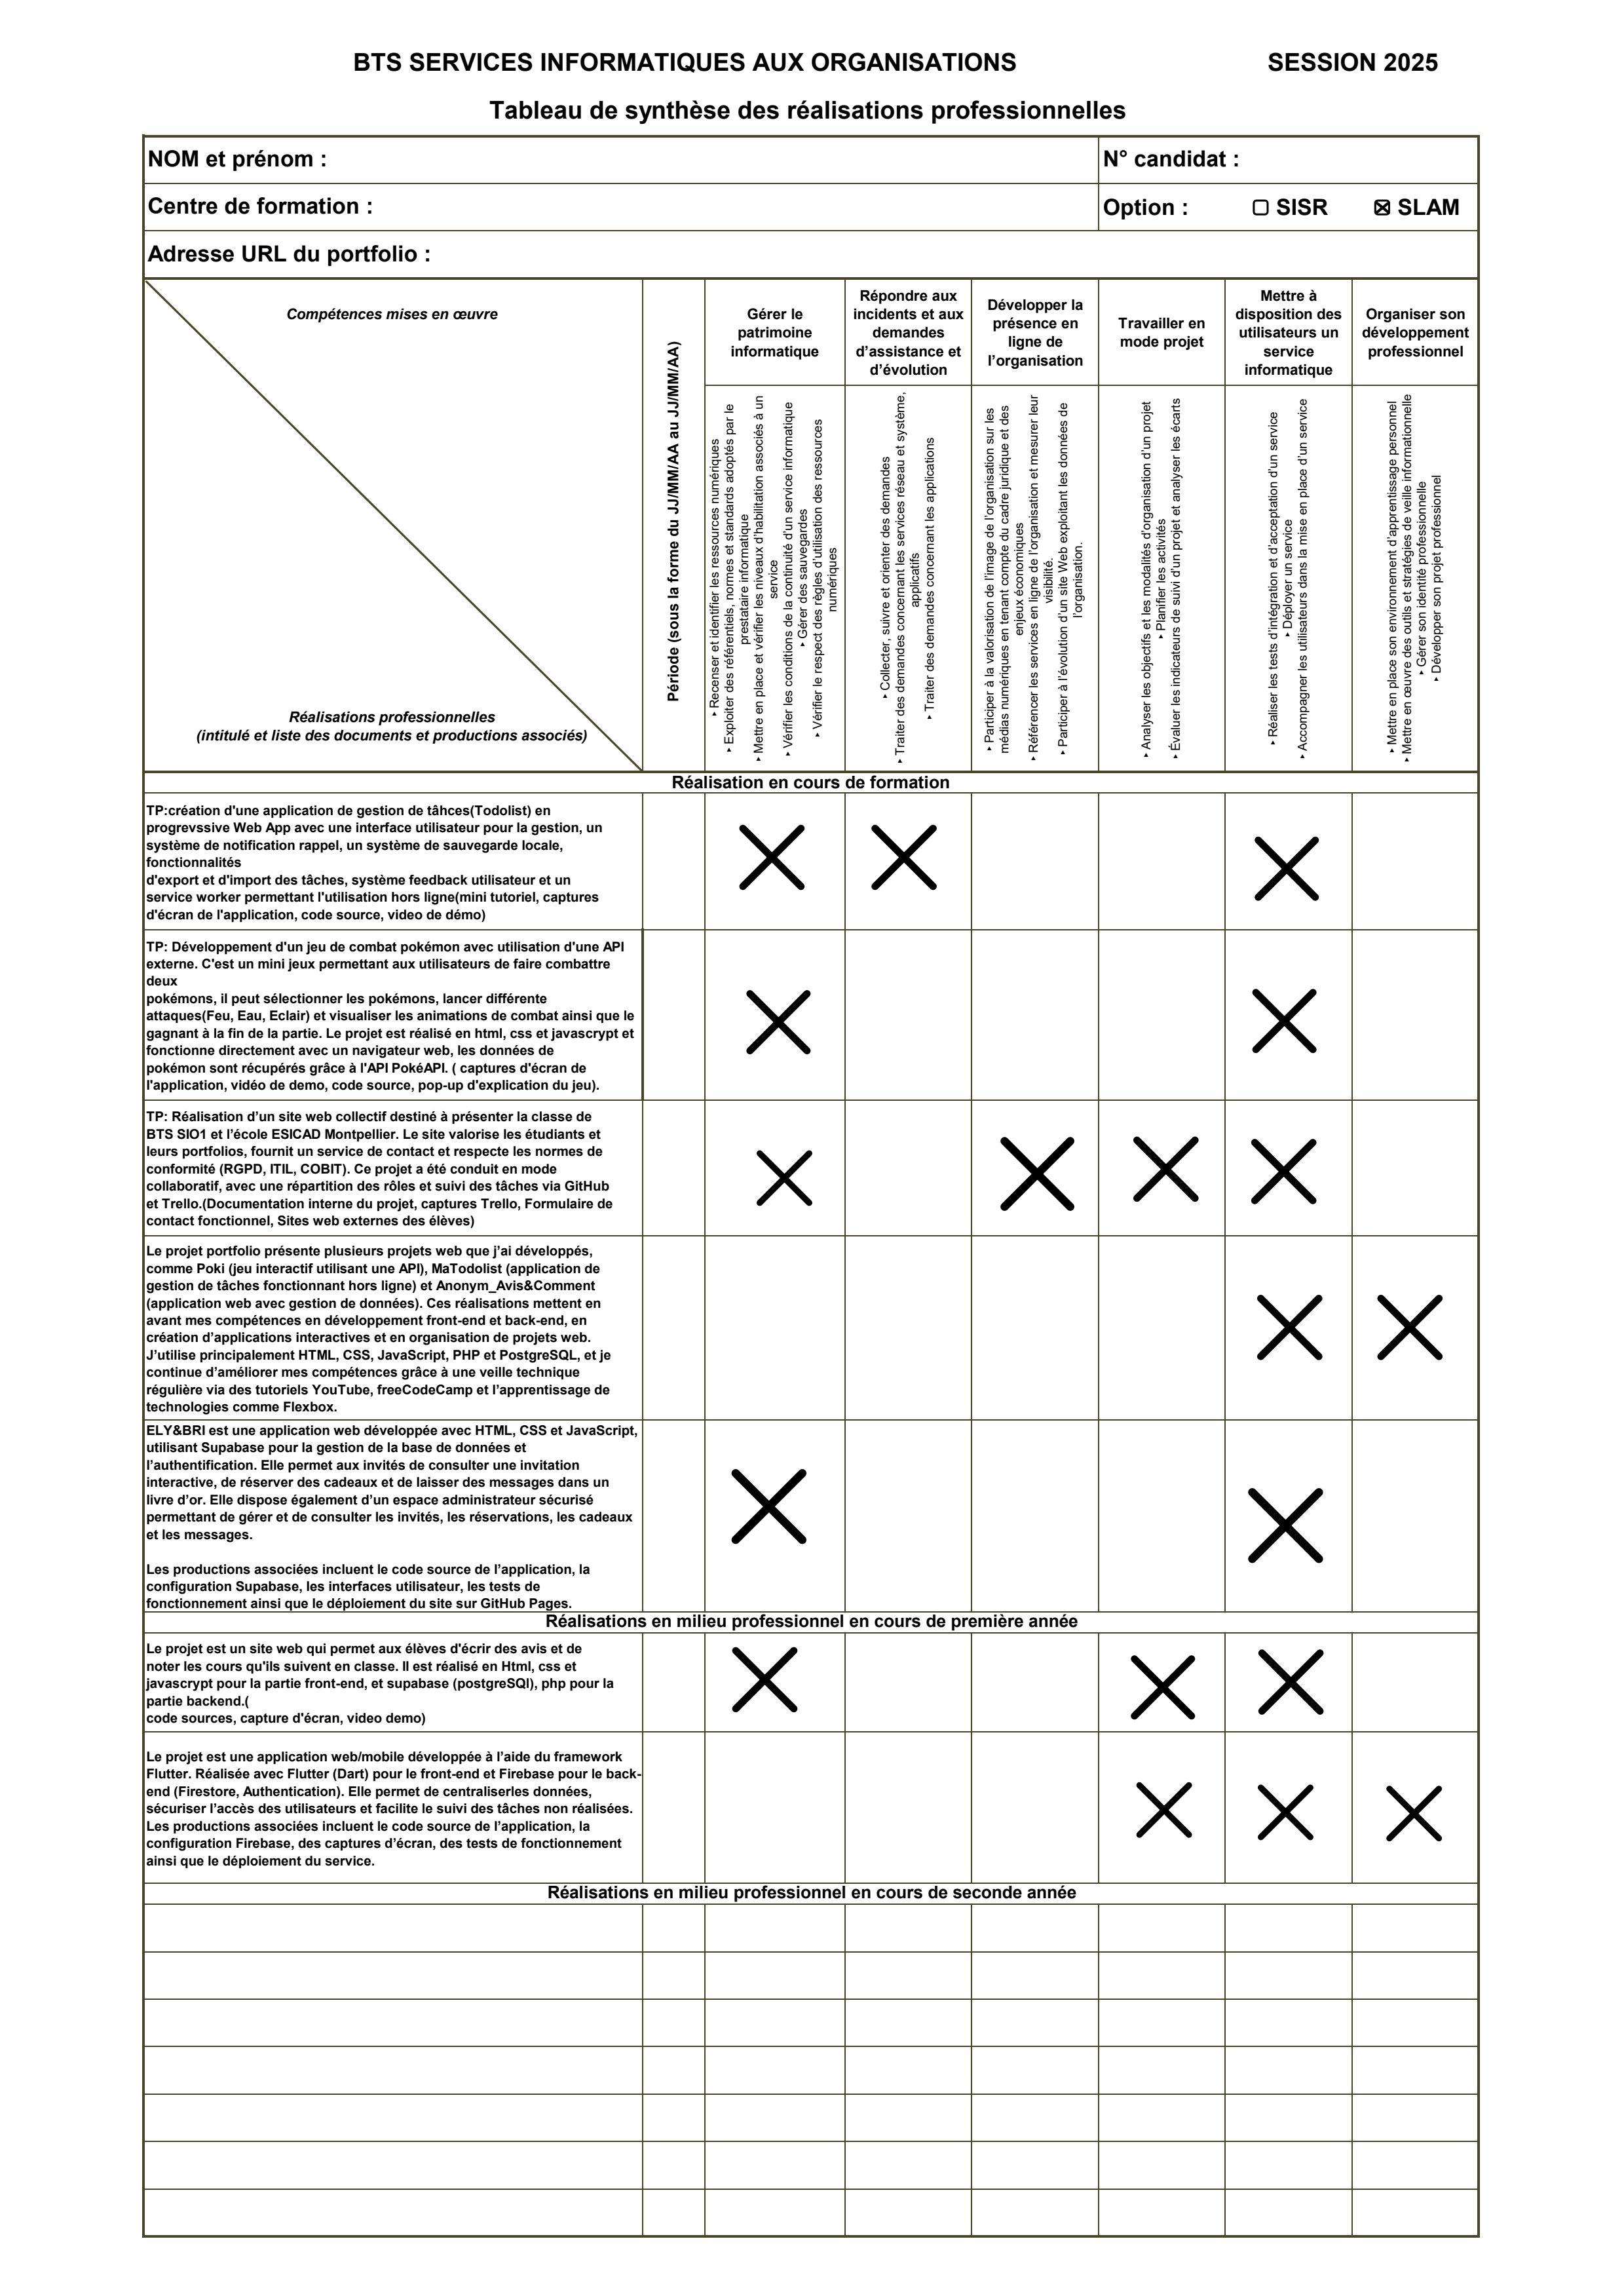 BTS SERVICES INFORMATIQUES AUX ORGANISATIONS SESSION 2025
Tableau de synthèse des réalisations professionnelles
NOM et prénom :
N° candidat :
Centre de formation :
Option : SISR SLAM
Adresse URL du portfolio :
Compétences mises en œuvre
Réalisations professionnelles
(intitulé et liste des documents et productions associés)
Période (sous la forme du JJ/MM/AA au JJ/MM/AA)
Gérer le
patrimoine
informatique
Répondre aux
incidents et aux
demandes
d’assistance et
d’évolution
Développer la
présence en
ligne de
l’organisation
Travailler en
mode projet
Mettre à
disposition des
utilisateurs un
service
informatique
Organiser son
développement
professionnel
‣ Recenser et identifier les ressources numériques
‣ Exploiter des référentiels, normes et standards adoptés par le
prestataire informatique
‣ Mettre en place et vérifier les niveaux d’habilitation associés à un
service
‣ Vérifier les conditions de la continuité d’un service informatique
‣ Gérer des sauvegardes
‣ Vérifier le respect des règles d’utilisation des ressources
numériques
‣ Collecter, suivre et orienter des demandes
‣ Traiter des demandes concernant les services réseau et système,
applicatifs
‣ Traiter des demandes concernant les applications
‣ Participer à la valorisation de l’image de l’organisation sur les
médias numériques en tenant compte du cadre juridique et des
enjeux économiques
‣ Référencer les services en ligne de l’organisation et mesurer leur
visibilité.
‣ Participer à l’évolution d’un site Web exploitant les données de
l’organisation.
‣ Analyser les objectifs et les modalités d’organisation d’un projet
‣ Planifier les activités
‣ Évaluer les indicateurs de suivi d’un projet et analyser les écarts
‣ Réaliser les tests d’intégration et d’acceptation d’un service
‣ Déployer un service
‣ Accompagner les utilisateurs dans la mise en place d’un service
‣ Mettre en place son environnement d’apprentissage personnel
‣ Mettre en œuvre des outils et stratégies de veille informationnelle
‣ Gérer son identité professionnelle
‣ Développer son projet professionnel
Réalisation en cours de formation
TP:création d'une application de gestion de tâhces(Todolist) en
progrevssive Web App avec une interface utilisateur pour la gestion, un
système de notification rappel, un système de sauvegarde locale,
fonctionnalités
d'export et d'import des tâches, système feedback utilisateur et un
service worker permettant l'utilisation hors ligne(mini tutoriel, captures
d'écran de l'application, code source, video de démo)
TP: Développement d'un jeu de combat pokémon avec utilisation d'une API
externe. C'est un mini jeux permettant aux utilisateurs de faire combattre
deux
pokémons, il peut sélectionner les pokémons, lancer différente
attaques(Feu, Eau, Eclair) et visualiser les animations de combat ainsi que le
gagnant à la fin de la partie. Le projet est réalisé en html, css et javascrypt et
fonctionne directement avec un navigateur web, les données de
pokémon sont récupérés grâce à l'API PokéAPI. ( captures d'écran de
l'application, vidéo de demo, code source, pop-up d'explication du jeu).
TP: Réalisation d’un site web collectif destiné à présenter la classe de
BTS SIO1 et l’école ESICAD Montpellier. Le site valorise les étudiants et
leurs portfolios, fournit un service de contact et respecte les normes de
conformité (RGPD, ITIL, COBIT). Ce projet a été conduit en mode
collaboratif, avec une répartition des rôles et suivi des tâches via GitHub
et Trello.(Documentation interne du projet, captures Trello, Formulaire de
contact fonctionnel, Sites web externes des élèves)
Le projet portfolio présente plusieurs projets web que j’ai développés,
comme Poki (jeu interactif utilisant une API), MaTodolist (application de
gestion de tâches fonctionnant hors ligne) et Anonym_Avis&Comment
(application web avec gestion de données). Ces réalisations mettent en
avant mes compétences en développement front-end et back-end, en
création d’applications interactives et en organisation de projets web.
J’utilise principalement HTML, CSS, JavaScript, PHP et PostgreSQL, et je
continue d’améliorer mes compétences grâce à une veille technique
régulière via des tutoriels YouTube, freeCodeCamp et l’apprentissage de
technologies comme Flexbox.
ELY&BRI est une application web développée avec HTML, CSS et JavaScript,
utilisant Supabase pour la gestion de la base de données et
l’authentification. Elle permet aux invités de consulter une invitation
interactive, de réserver des cadeaux et de laisser des messages dans un
livre d’or. Elle dispose également d’un espace administrateur sécurisé
permettant de gérer et de consulter les invités, les réservations, les cadeaux
et les messages.
Les productions associées incluent le code source de l’application, la
configuration Supabase, les interfaces utilisateur, les tests de
fonctionnement ainsi que le déploiement du site sur GitHub Pages.
Réalisations en milieu professionnel en cours de première année
Le projet est un site web qui permet aux élèves d'écrir des avis et de
noter les cours qu'ils suivent en classe. Il est réalisé en Html, css et
javascrypt pour la partie front-end, et supabase (postgreSQl), php pour la
partie backend.(
code sources, capture d'écran, video demo)
Le projet est une application web/mobile développée à l’aide du framework
Flutter. Réalisée avec Flutter (Dart) pour le front-end et Firebase pour le back-
end (Firestore, Authentication). Elle permet de centraliserles données,
sécuriser l’accès des utilisateurs et facilite le suivi des tâches non réalisées.
Les productions associées incluent le code source de l’application, la
configuration Firebase, des captures d’écran, des tests de fonctionnement
ainsi que le déploiement du service.
Réalisations en milieu professionnel en cours de seconde année